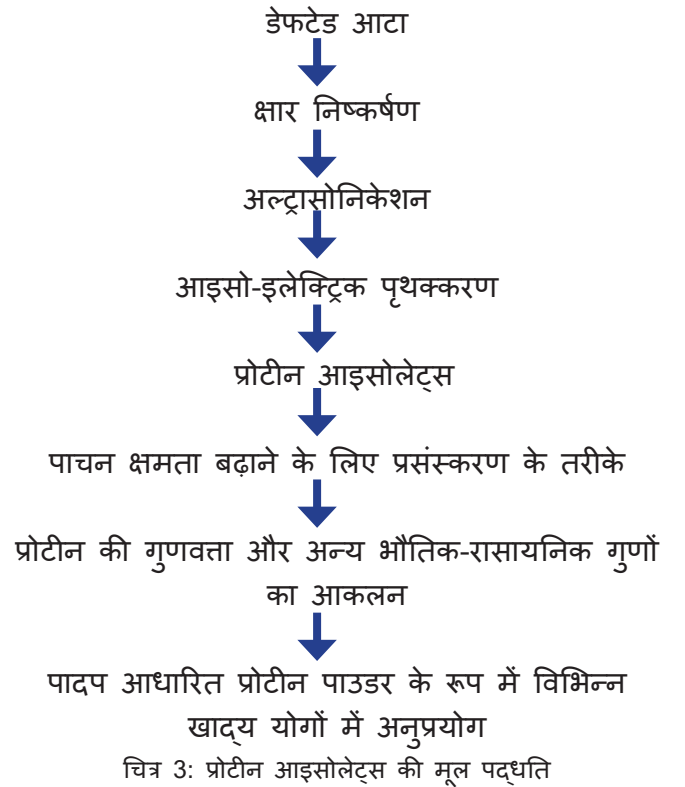 डेफटेड आटा
क्षार निष्कर्षण
अल्ट्रासोनिकेशन
आइसो-इलेक्ट्रिक पृथक्करण
प्रोटीन आइसोलेट्स
पाचन क्षमता बढ़ाने के लिए प्रसंस्करण के तरीके
प्रोटीन की गुणवत्ता और अन्य भौतिक-रासायनिक गुणों
का आकलन
पादप आधारित प्रोटीन पाउडर के रूप में विभिन्न
खाद्य योगों में अनुप्रयोग
चित्र 3: प्रोटीन आइसोलेट्स की मूल पद्धति